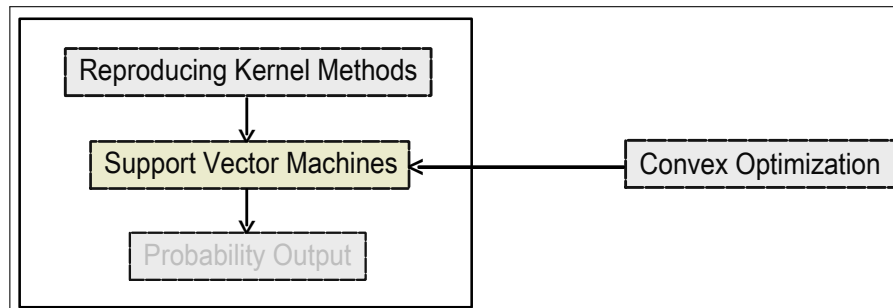 Reproducing Kernel Methods
Support Vector Machines
Convex Optimization
Probability Output